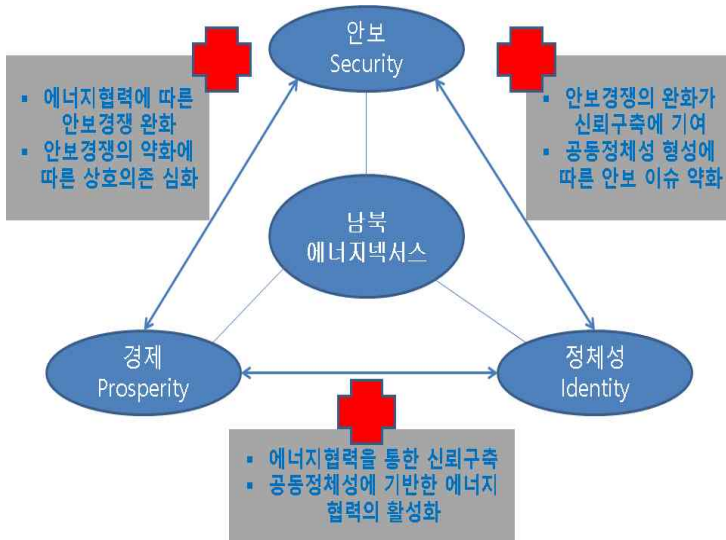 안보
Security
▪ 에너지협력에 따른
안보경쟁 완화
▪ 안보경쟁의 약화에
따른 상호의존 심화
▪ 안보경쟁의 완화가
신뢰구축에 기여
▪ 공동정체성 형성에
따른 안보 이슈 약화
남북
에너지넥서스
경제
Prosperity
정체성
Identity
▪ 에너지협력을 통한 신뢰구축
▪ 공동정체성에 기반한 에너지
협력의 활성화